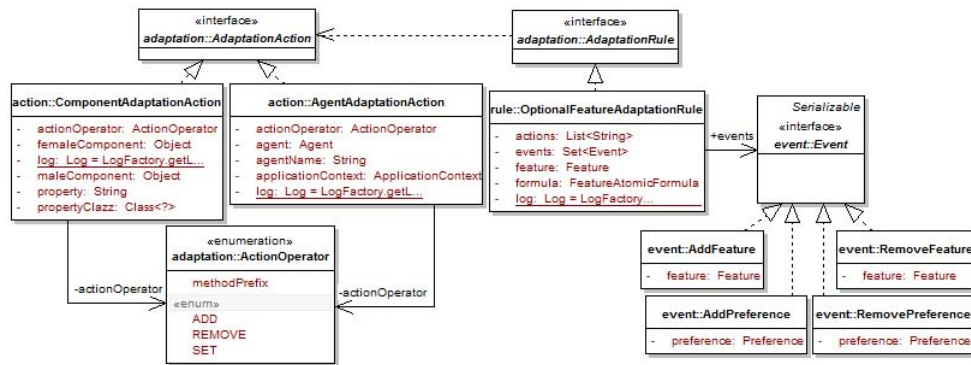 «interface»
adaptation::AdaptationAction
«interface»
adaptation::AdaptationRule
action::ComponentAdaptationAction
- actionOperator: ActionOperator
- femaleComponent: Object
- log: Log = LogFactory.getL...
- maleComponent: Object
- property: String
- propertyClazz: Class<?>
action::AgentAdaptationAction
- actionOperator: ActionOperator
- agent: Agent
- agentName: String
- applicationContext: ApplicationContext
- log: Log = LogFactory.getL...
rule::OptionalFeatureAdaptationRule
- actions: List<String>
- events: Set<Event>
- feature: Feature
- formula: FeatureAtomicFormula
- log: Log = LogFactory...
+events
Serializable
«interface»
event::Event
«enumeration»
adaptation::ActionOperator
methodPrefix
«enum»
ADD
REMOVE
SET
-actionOperator
-actionOperator
event::AddFeature
- feature: Feature
event::RemoveFeature
- feature: Feature
event::AddPreference
- preference: Preference
event::RemovePreference
- preference: Preference